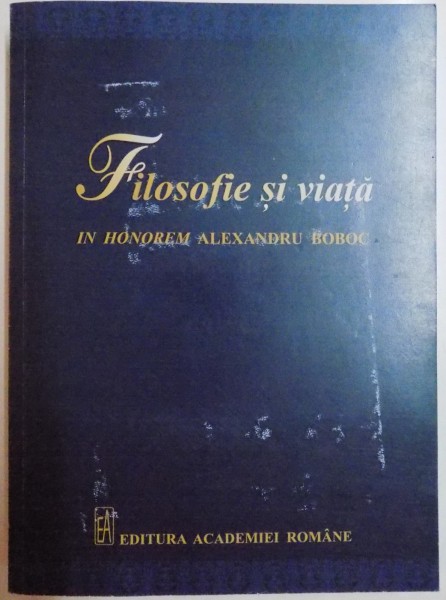 Filosofie și viață
IN HONOREM ALEXANDRU BOBOC
EA
EDITURA ACADEMIEI ROMÂNE